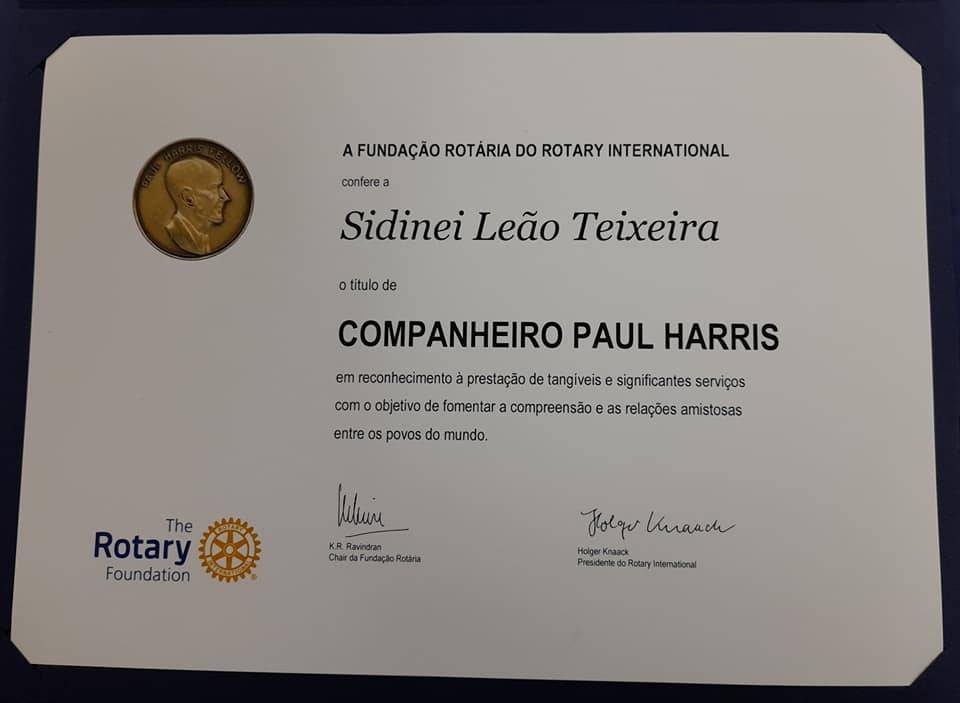 PAUL HARRIS FELLOW
A FUNDAÇÃO ROTÁRIA DO ROTARY INTERNATIONAL
confere a
Sidinei Leão Teixeira
o título de
COMPANHEIRO PAUL HARRIS
em reconhecimento à prestação de tangíveis e significantes serviços
com o objetivo de fomentar a compreensão e as relações amistosas
entre os povos do mundo.
Holger Knaack
K.R. Ravindran
Chair da Fundação Rotária
Holger Knaack
Presidente do Rotary International
The
Rotary
Foundation
ROTARY
INTERNATIONAL